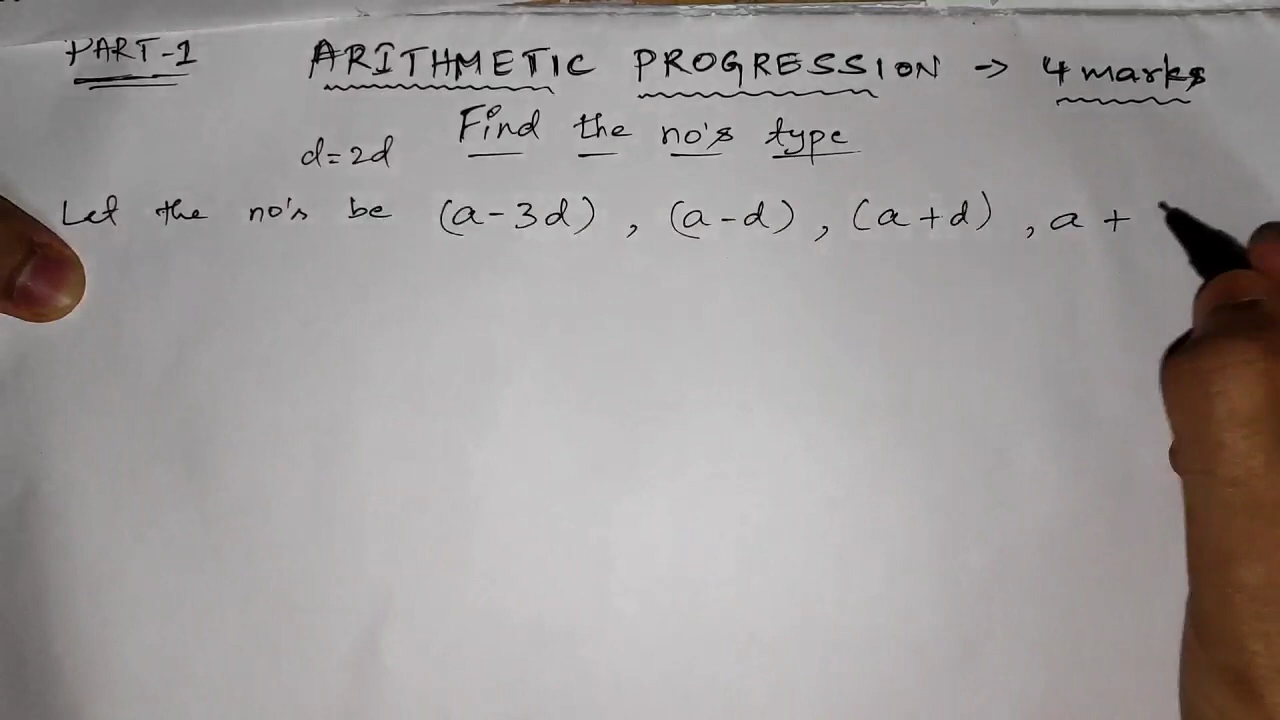 PART-1 ARITHMETIC PROGRESSION → 4 marks
Find the no's type
d=2d
Let the no's be (a-3d) , (a-d) , (a+d) , a +